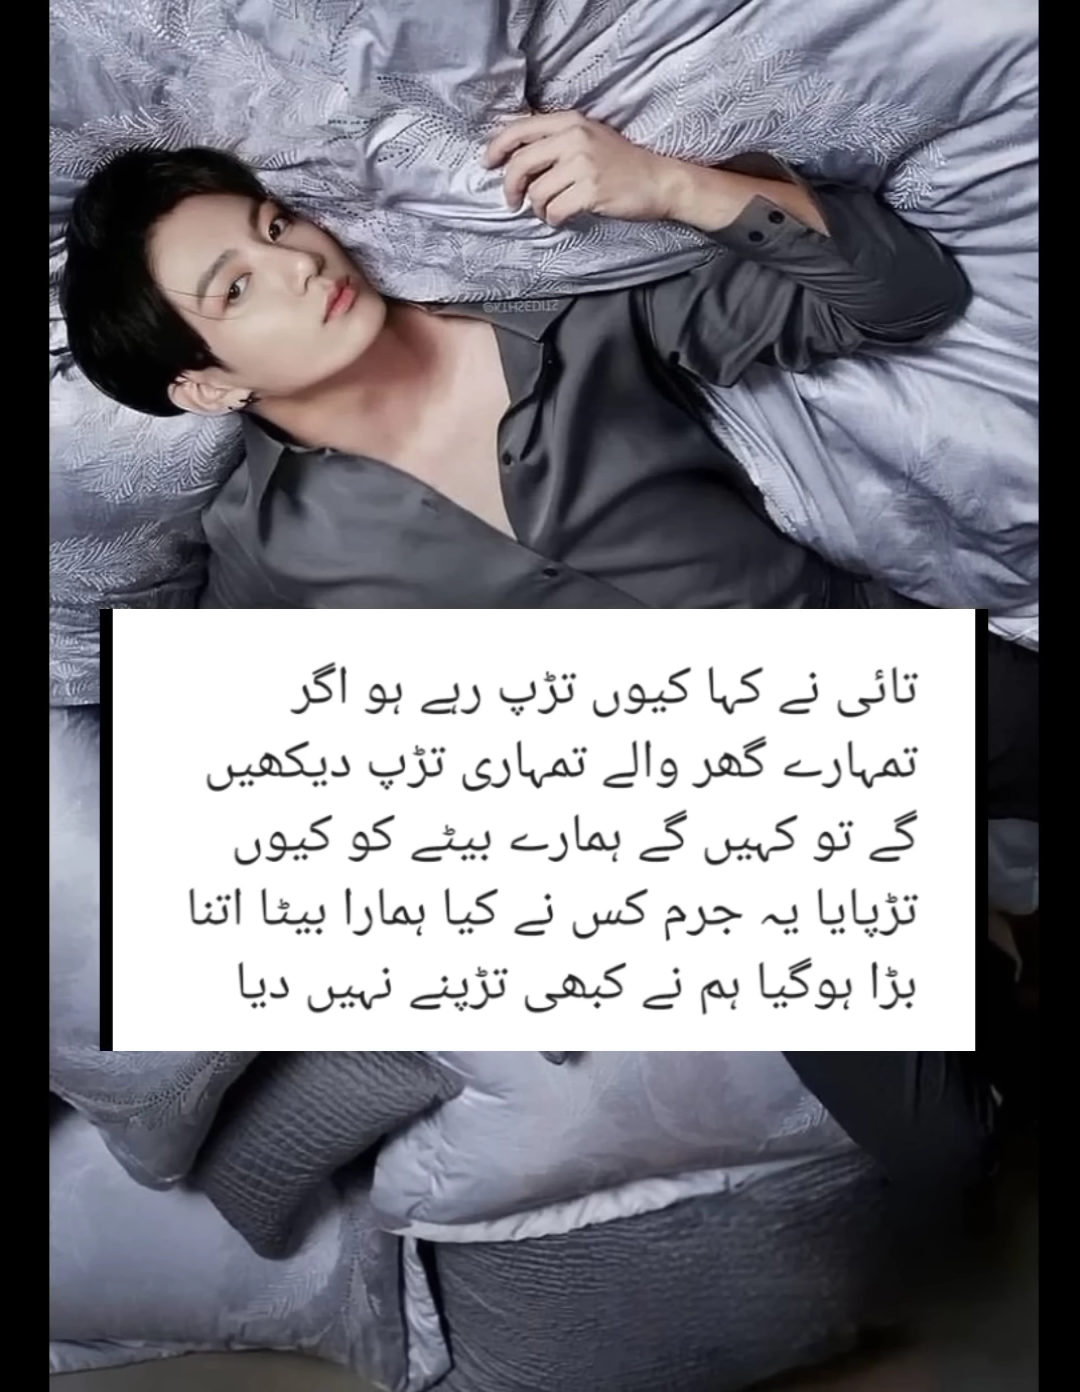 تائی نے کہا کیوں تڑپ رہے ہو اگر
تمہارے گھر والے تمہاری تڑپ دیکھیں
گے تو کہیں گے ہمارے بیٹے کو کیوں
تڑپایا یہ جرم کس نے کیا ہمارا بیٹا اتنا
بڑا ہوگیا ہم نے کبھی تڑپنے نہیں دیا